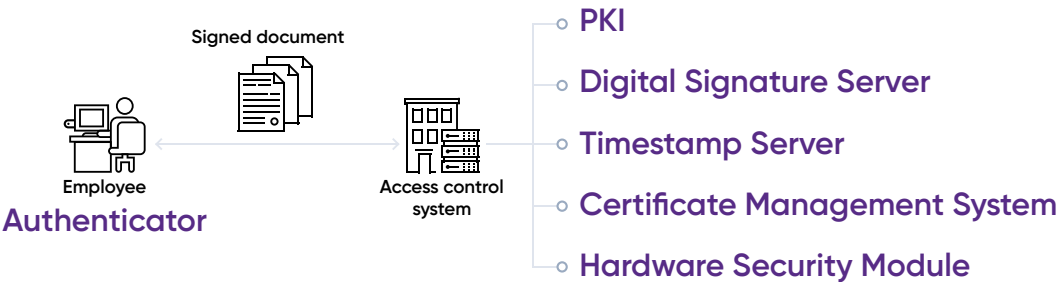 Signed document
Employee
Authenticator
Access control
system
PKI
Digital Signature Server
Timestamp Server
Certificate Management System
Hardware Security Module